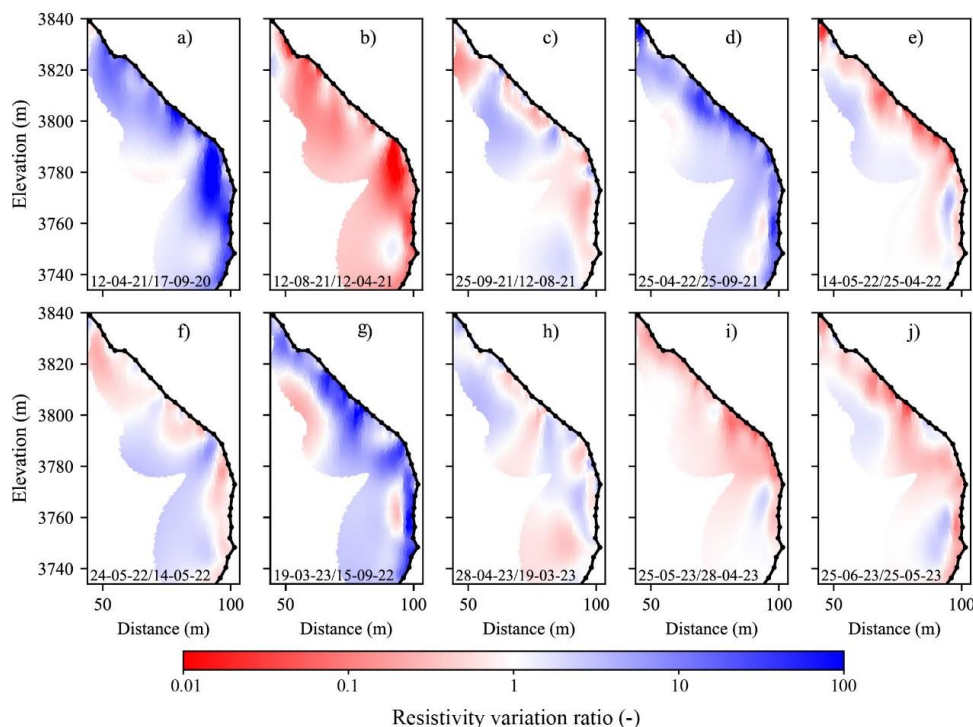 3840
3820
3800
3780
3760
3740
Elevation (m)
a)
b)
c)
d)
e)
12-04-21/17-09-20
12-08-21/12-04-21
25-09-21/12-08-21
25-04-22/25-09-21
14-05-22/25-04-22
3840
3820
3800
3780
3760
3740
Elevation (m)
f)
g)
h)
i)
j)
24-05-22/14-05-22
19-03-23/15-09-22
28-04-23/19-03-23
25-05-23/28-04-23
25-06-23/25-05-23
50 100 50 100 50 100 50 100 50 100
Distance (m) Distance (m) Distance (m) Distance (m) Distance (m)
0.01 0.1 1 10 100
Resistivity variation ratio (-)